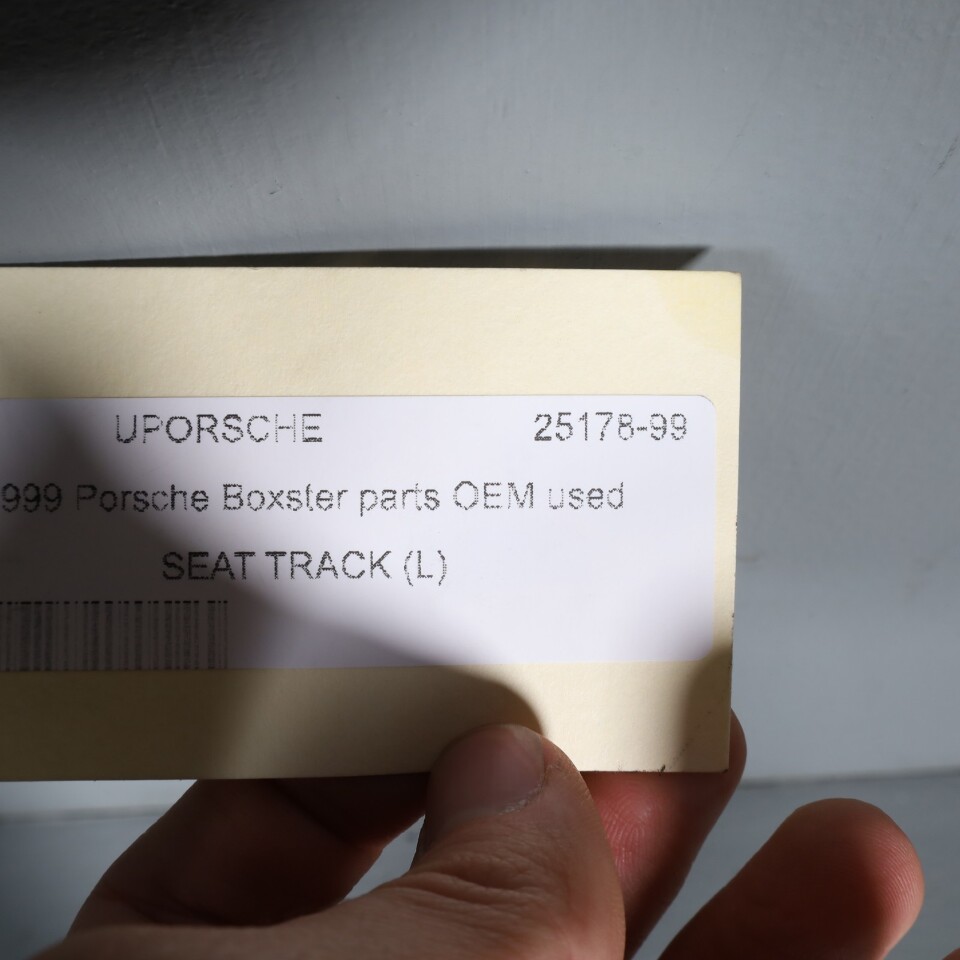 UPORSCHE 25178-99
999 Porsche Boxster parts OEM used
SEAT TRACK (L)